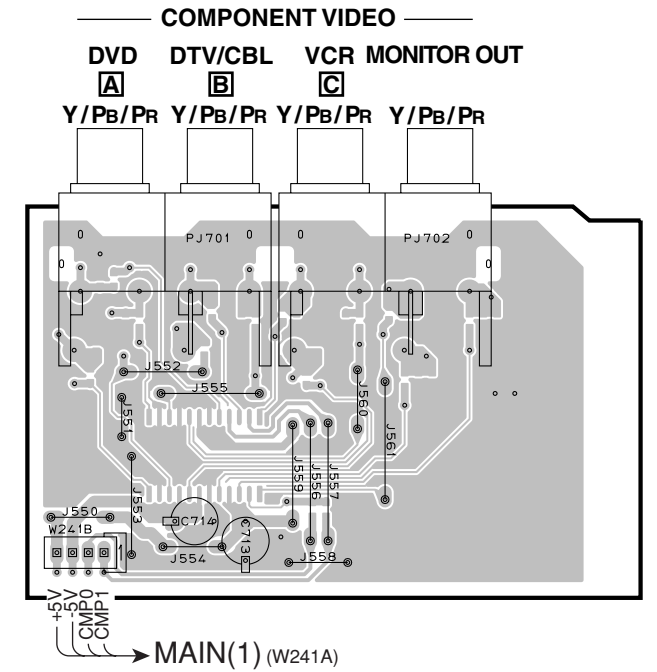 COMPONENT VIDEO
DVD DTV/CBL VCR MONITOR OUT
A B C
Y/PB/PR Y/PB/PR Y/PB/PR Y/PB/PR
0 PJ701 0 0 PJ702 0
0 0
J552
J555
J551
J560
J561
J553
J559
J556
J557
J550
W241B
C714
C713
1
J554
J558
+5V
-5V
CMP0
CMP1
MAIN(1) (W241A)